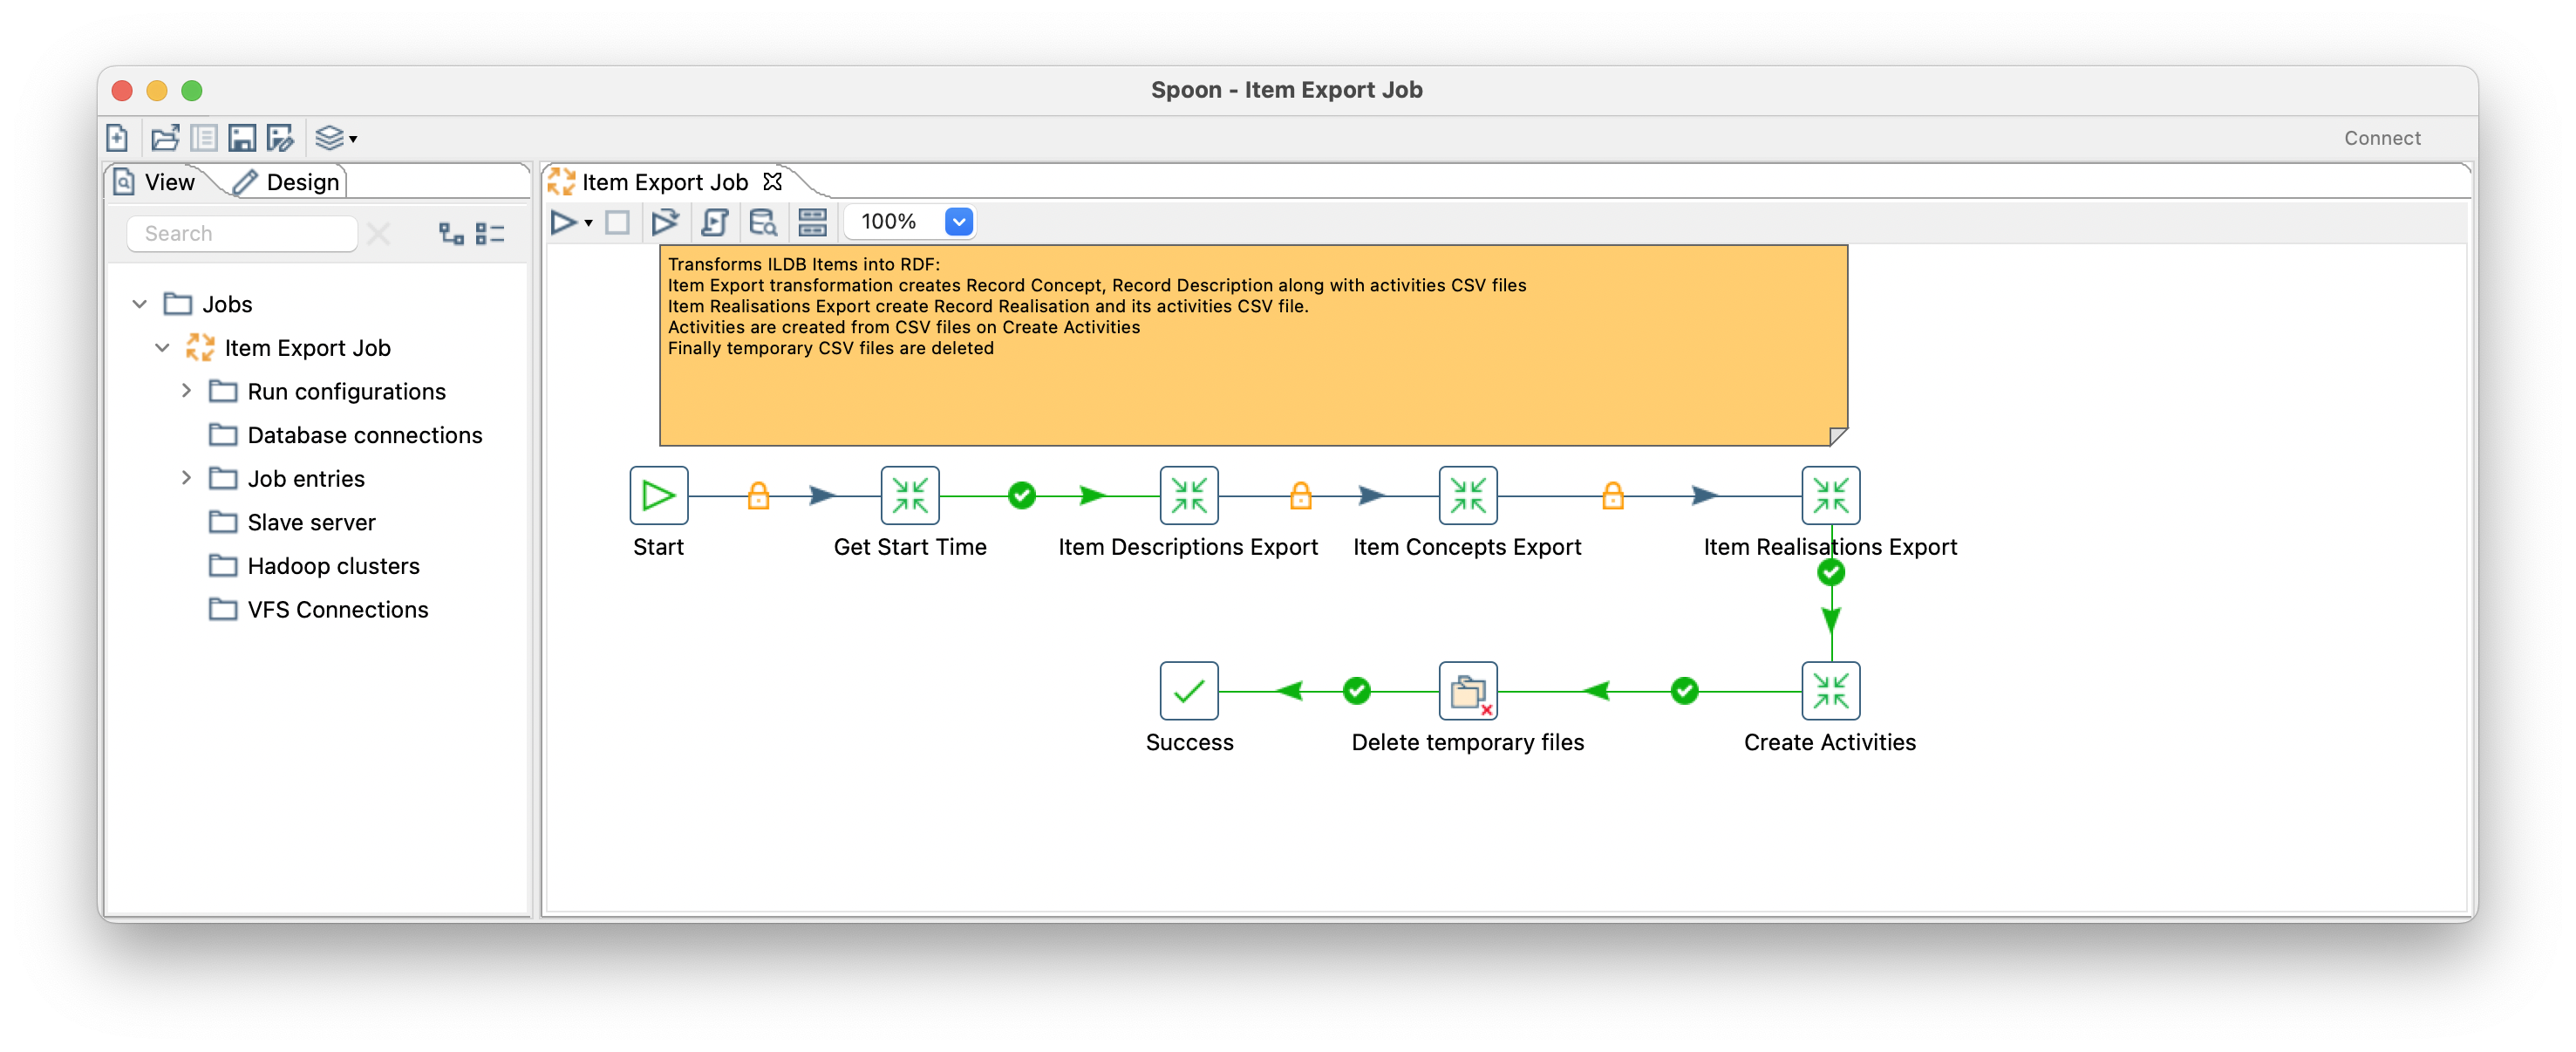 Spoon - Item Export Job
Connect
View
Design
Search
Jobs
Item Export Job
Run configurations
Database connections
Job entries
Slave server
Hadoop clusters
VFS Connections
Item Export Job
100%
Transforms ILDB Items into RDF:
Item Export transformation creates Record Concept, Record Description along with activities CSV files
Item Realisations Export create Record Realisation and its activities CSV file.
Activities are created from CSV files on Create Activities
Finally temporary CSV files are deleted
Start
Get Start Time
Item Descriptions Export
Item Concepts Export
Item Realisations Export
Success
Delete temporary files
Create Activities